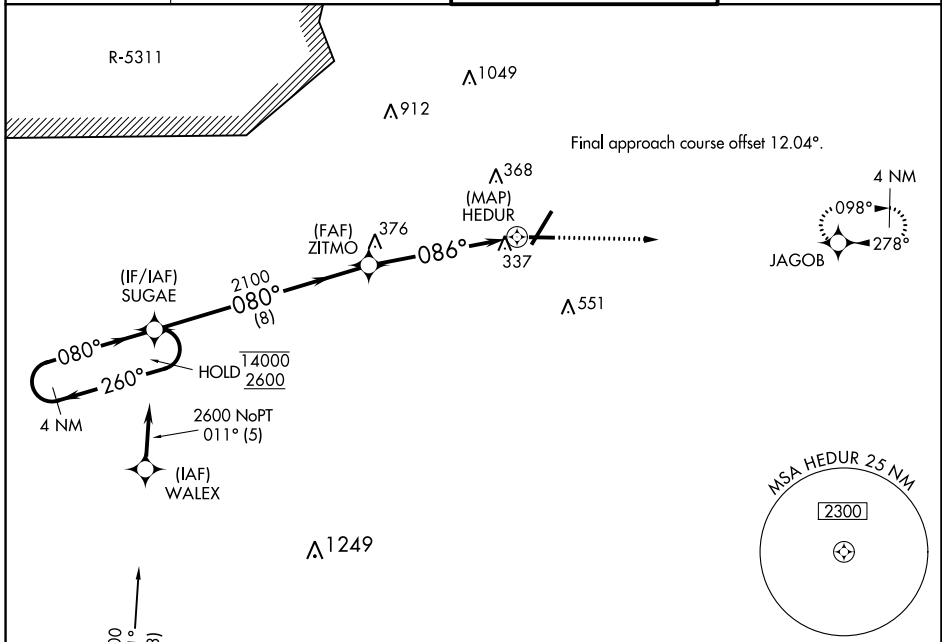 R-5311
1049
912
Final approach course offset 12.04°.
368
4 NM
(MAP)
HEDUR
098°
(FAF)
ZITMO
376
086°
278°
JAGOB
337
(IF/IAF)
SUGAE
2100
080°
(8)
551
080°
HOLD
14000
2600
260°
4 NM
2600 NoPT
011° (5)
(IAF)
WALEX
MSA HEDUR 25 NM
2300
1249